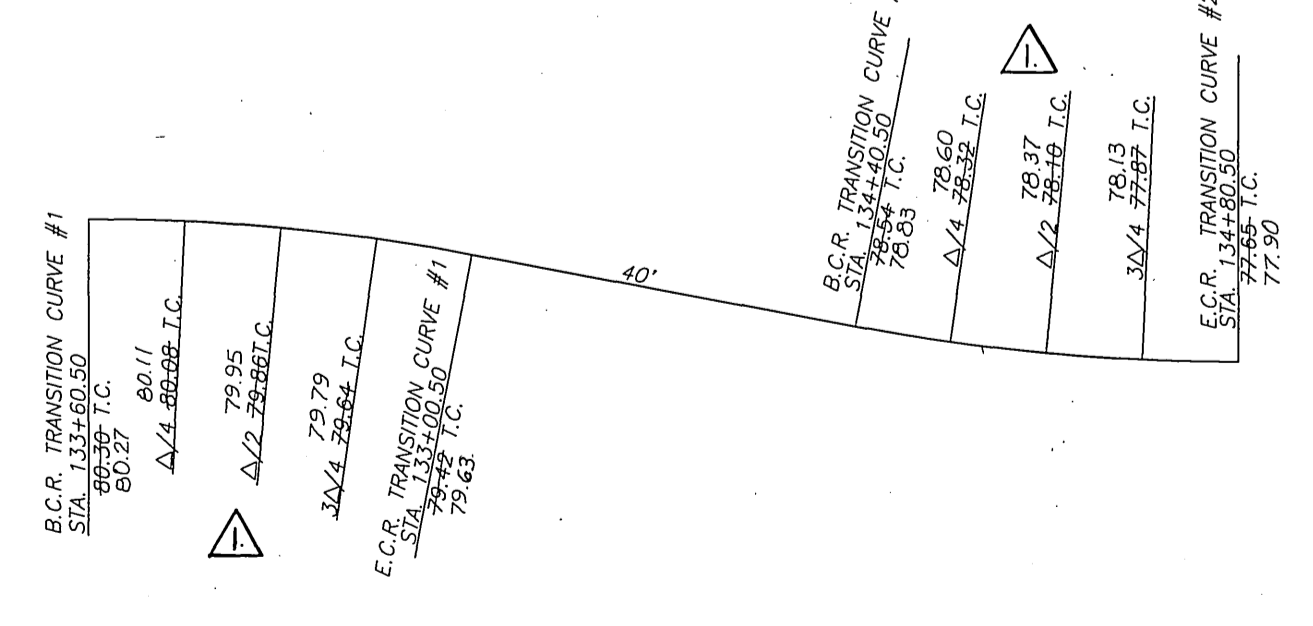 B.C.R. TRANSITION CURVE #1
STA. 133+60.50
80.30 T.C.
80.27
80.11
Δ/4 80.08 T.C.
79.95
Δ/2 79.86 T.C.
79.79
3Δ/4 79.64 T.C.
E.C.R. TRANSITION CURVE #1
STA. 133+00.50
79.42 T.C.
79.63
1.
40'
B.C.R. TRANSITION CURVE
STA. 134+40.50
78.54 T.C.
78.83
78.60
Δ/4 78.32 T.C.
78.37
Δ/2 78.10 T.C.
78.13
3Δ/4 77.87 T.C.
1.
E.C.R. TRANSITION CURVE #2
STA. 134+80.50
77.65 T.C.
77.90